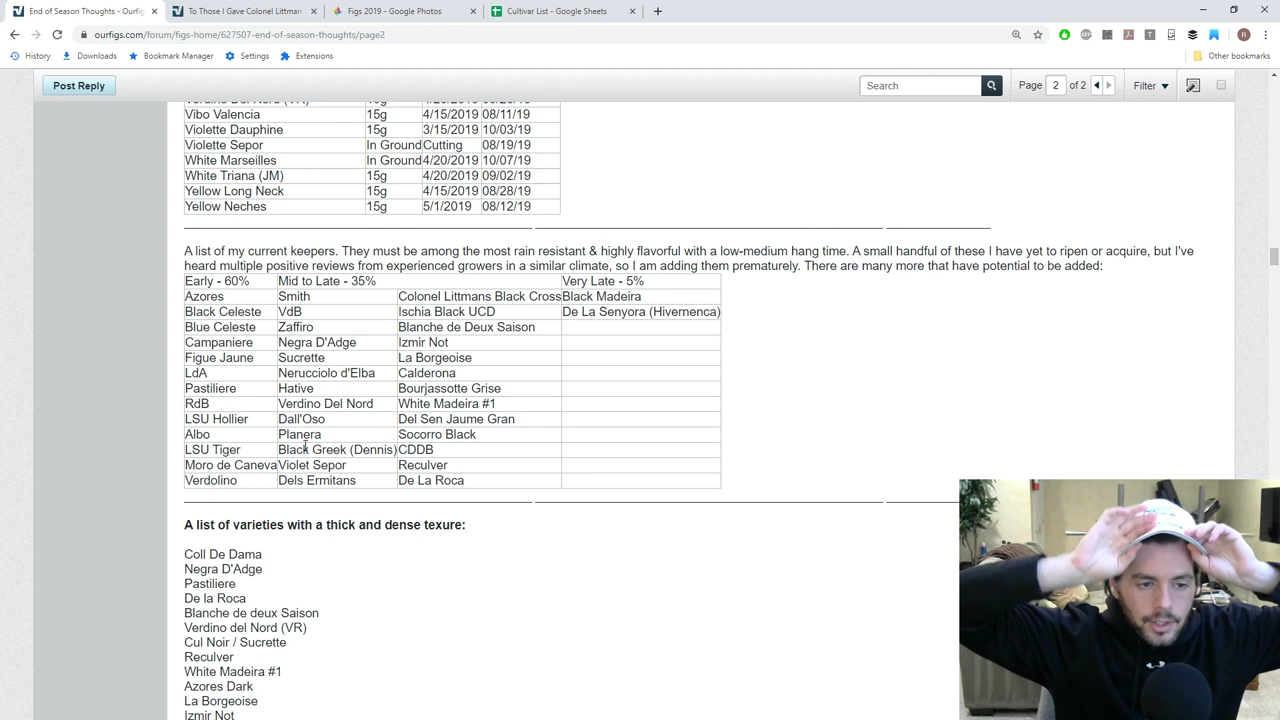 End of Season Thoughts - Ourfig
To Those I Gave Colonel Littman
Figs 2019 - Google Photos
Cultivar List - Google Sheets
ourfigs.com/forum/figs-home/627507-end-of-season-thoughts/page2
History Downloads Bookmark Manager Settings Extensions Other bookmarks
Post Reply Search Page 2 of 2 Filter
Vibo Valencia 15g 4/15/2019 08/11/19
Violette Dauphine 15g 3/15/2019 10/03/19
Violette Sepor In Ground Cutting 08/19/19
White Marseilles In Ground 4/20/2019 10/07/19
White Triana (JM) 15g 4/20/2019 09/02/19
Yellow Long Neck 15g 4/15/2019 08/28/19
Yellow Neches 15g 5/1/2019 08/12/19
A list of my current keepers. They must be among the most rain resistant & highly flavorful with a low-medium hang time. A small handful of these I have yet to ripen or acquire, but I've
heard multiple positive reviews from experienced growers in a similar climate, so I am adding them prematurely. There are many more that have potential to be added:
Early - 60% Mid to Late - 35% Very Late - 5%
Azores Smith Colonel Littmans Black Cross Black Madeira
Black Celeste VdB Ischia Black UCD De La Senyora (Hivernenca)
Blue Celeste Zaffiro Blanche de Deux Saison
Campaniere Negra D'Adge Izmir Not
Figue Jaune Sucrette La Borgeoise
LdA Nerucciolo d'Elba Calderona
Pastiliere Hative Bourjassotte Grise
RdB Verdino Del Nord White Madeira #1
LSU Hollier Dall'Oso Del Sen Jaume Gran
Albo Planera Socorro Black
LSU Tiger Black Greek (Dennis) CDDB
Moro de Caneva Violet Sepor Reculver
Verdolino Dels Ermitans De La Roca
A list of varieties with a thick and dense texure:
Coll De Dama
Negra D'Adge
Pastiliere
De la Roca
Blanche de deux Saison
Verdino del Nord (VR)
Cul Noir / Sucrette
Reculver
White Madeira #1
Azores Dark
La Borgeoise
Izmir Not